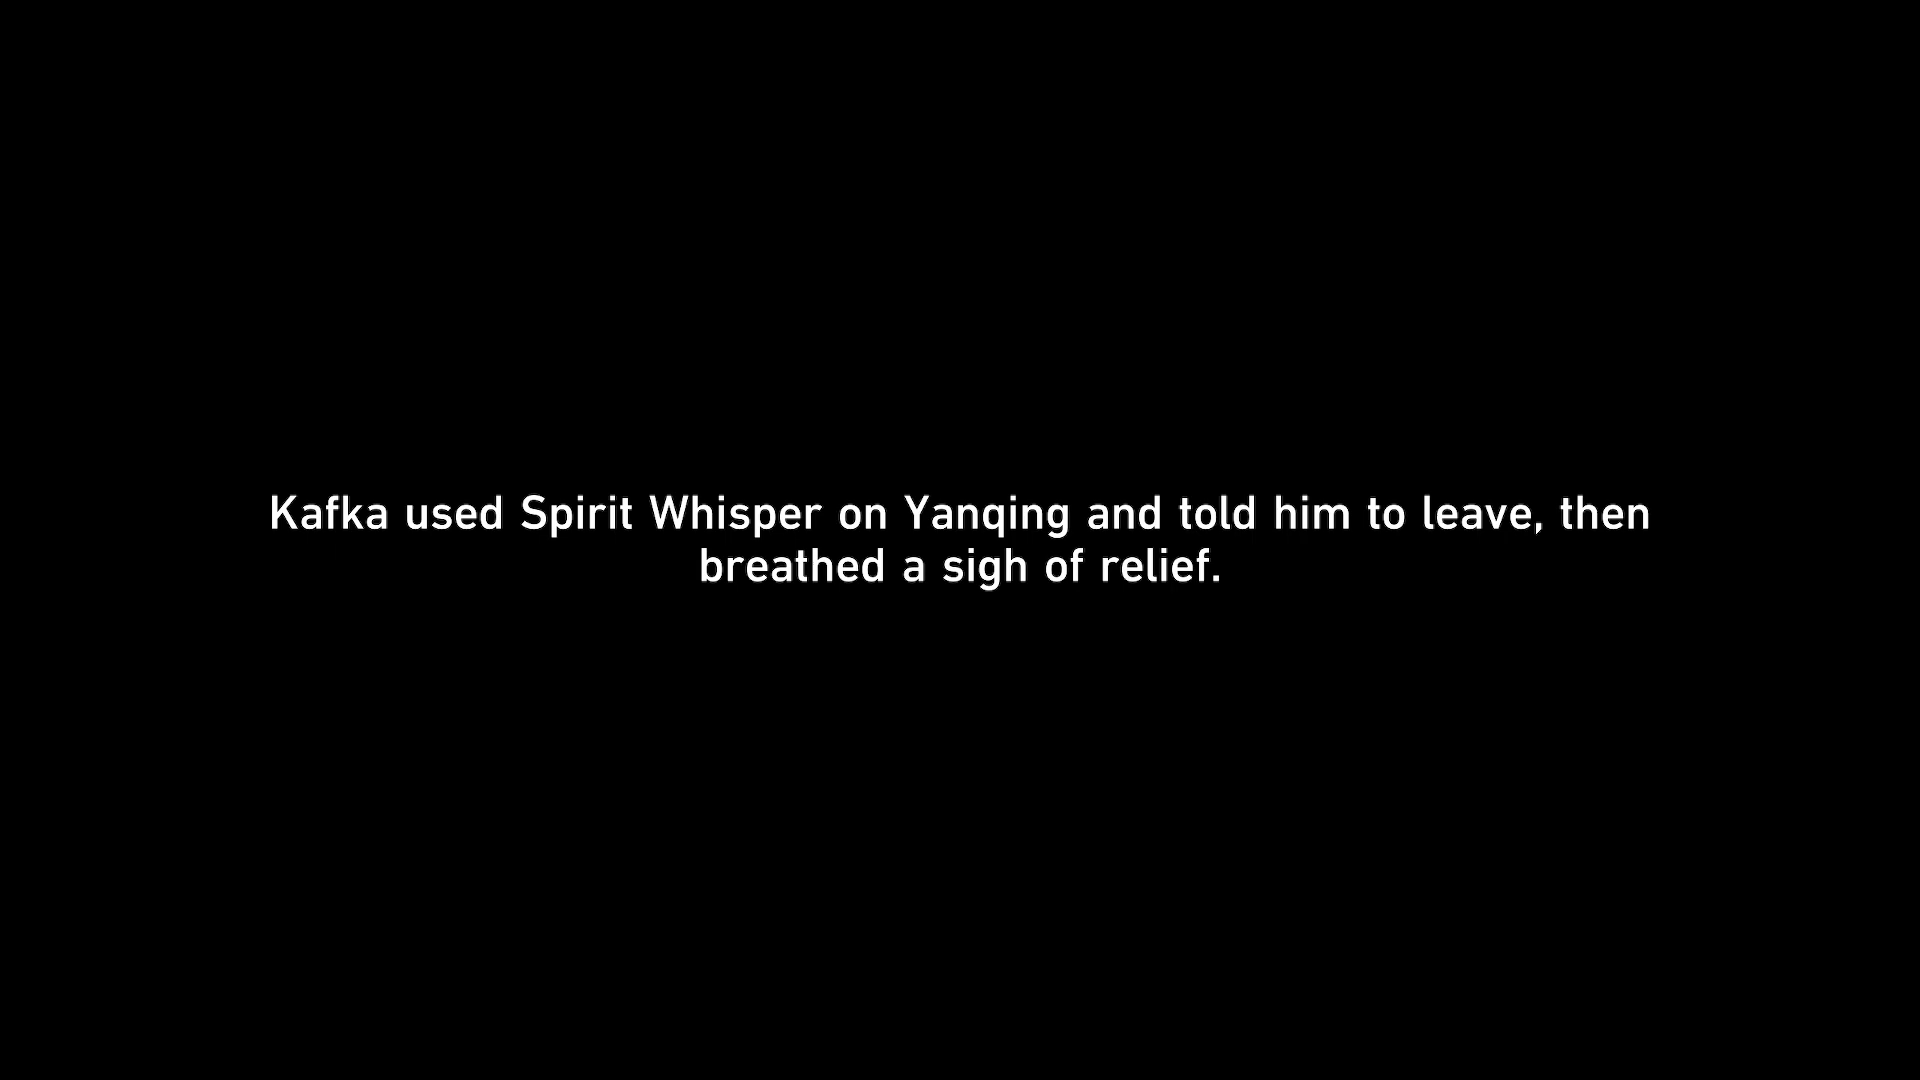 Kafka used Spirit Whisper on Yanqing and told him to leave, then
breathed a sigh of relief.